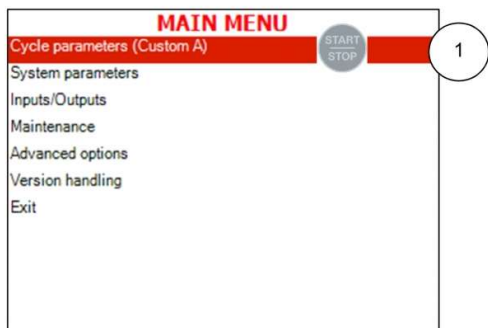 MAIN MENU
Cycle parameters (Custom A)
START
STOP
1
System parameters
Inputs/Outputs
Maintenance
Advanced options
Version handling
Exit